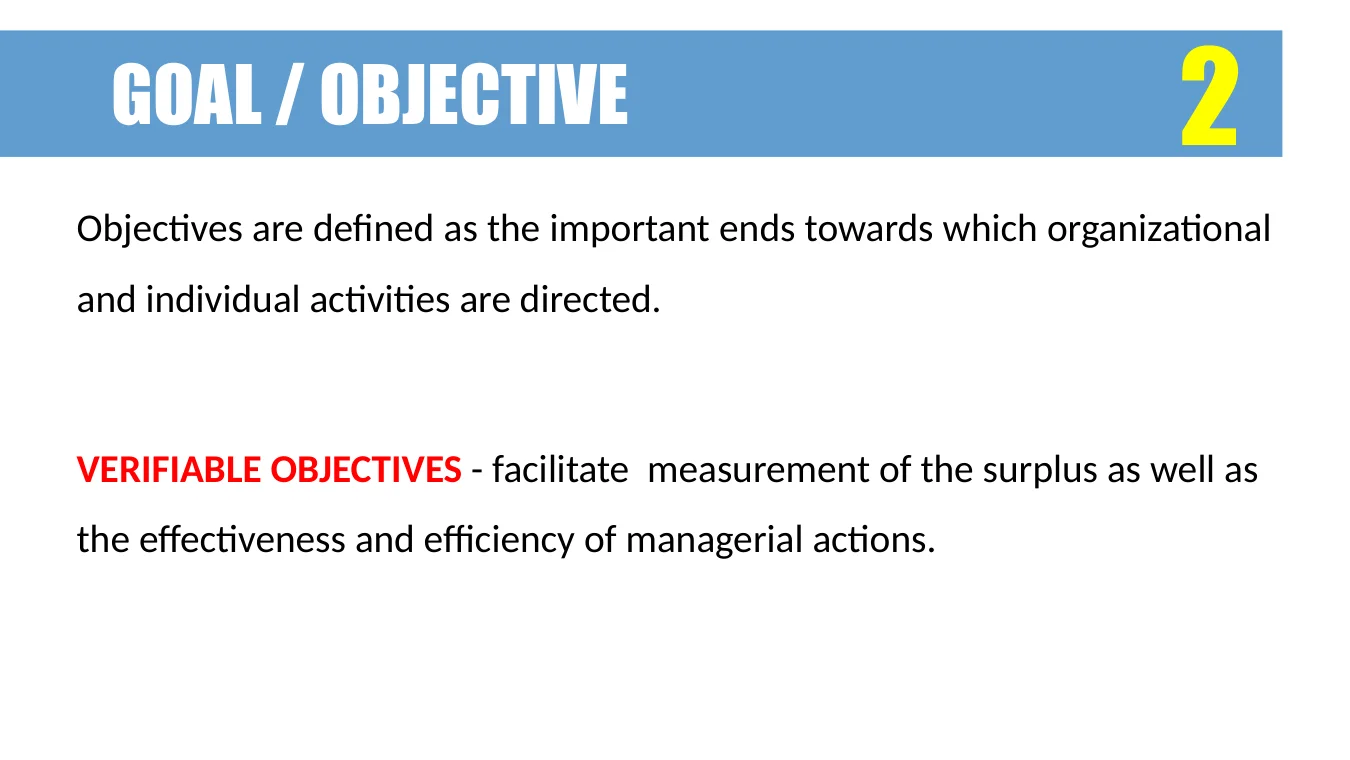 GOAL / OBJECTIVE 2
Objectives are defined as the important ends towards which organizational
and individual activities are directed.
VERIFIABLE OBJECTIVES - facilitate  measurement of the surplus as well as
the effectiveness and efficiency of managerial actions.